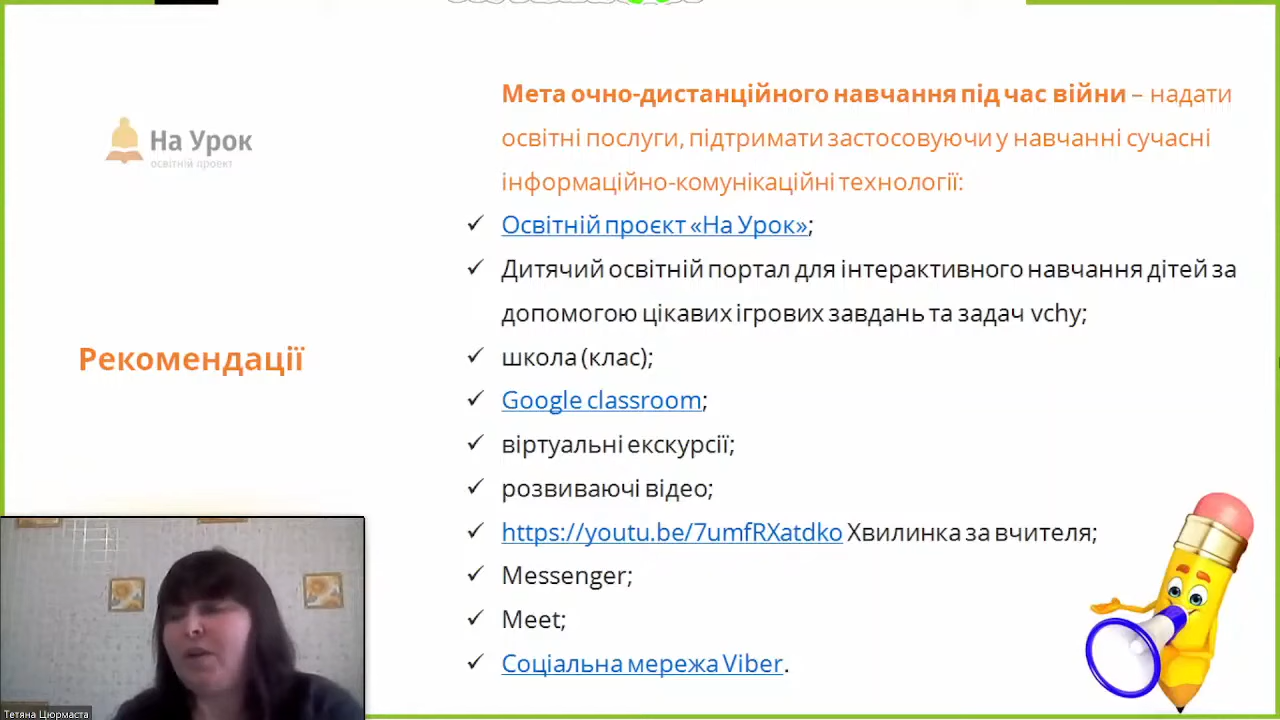 На Урок
освітній проект
Рекомендації
Мета очно-дистанційного навчання під час війни – надати
освітні послуги, підтримати застосовуючи у навчанні сучасні
інформаційно-комунікаційні технології:
✓ Освітній проєкт «На Урок»;
✓ Дитячий освітній портал для інтерактивного навчання дітей за
допомогою цікавих ігрових завдань та задач vchy;
✓ школа (клас);
✓ Google classroom;
✓ віртуальні екскурсії;
✓ розвиваючі відео;
✓ https://youtu.be/7umfRXatdko Хвилинка за вчителя;
✓ Messenger;
✓ Meet;
✓ Соціальна мережа Viber.
Тетяна Цюрмаста